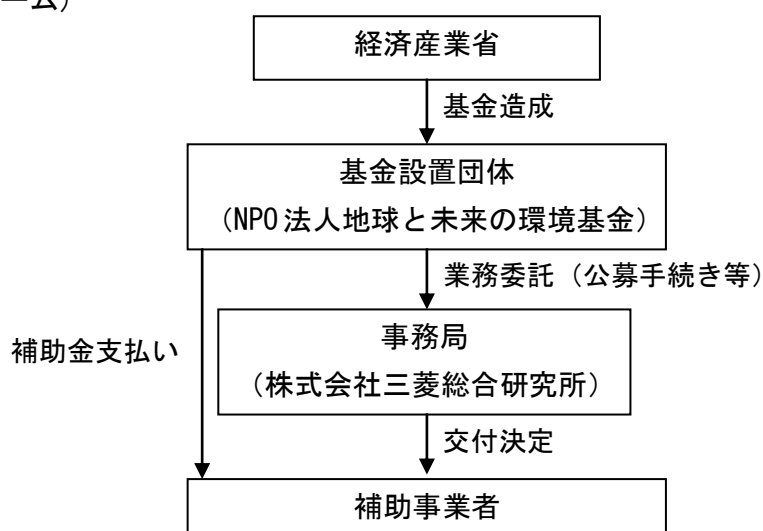 ーム）
経済産業省
基金造成
基金設置団体
（NPO法人地球と未来の環境基金）
業務委託（公募手続き等）
補助金支払い
事務局
（株式会社三菱総合研究所）
交付決定
補助事業者